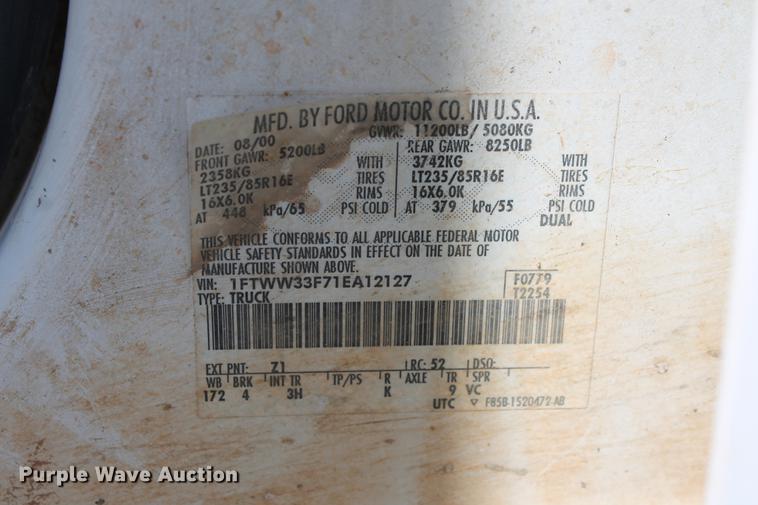 MFD. BY FORD MOTOR CO. IN U.S.A.
DATE: 08/00 GVWR: 11200LB/ 5080KG
FRONT GAWR: 5200LB REAR GAWR: 8250LB
2358KG WITH 3742KG WITH
LT235/85R16E TIRES LT235/85R16E TIRES
16X6.0K RIMS 16X6.0K RIMS
AT 448 kPa/65 PSI COLD AT 379 kPa/55 PSI COLD
DUAL
THIS VEHICLE CONFORMS TO ALL APPLICABLE FEDERAL MOTOR
VEHICLE SAFETY STANDARDS IN EFFECT ON THE DATE OF
MANUFACTURE SHOWN ABOVE.
VIN: 1FTWW33F71EA12127 F0779
TYPE: TRUCK T2254
EXT PNT: Z1 RC: 52 DSO:
WB BRK INT TR TP/PS R AXLE TR SPR
172 4 3H K 9 VC
UTC ▽ F85B-1520472-AB
Purple Wave Auction